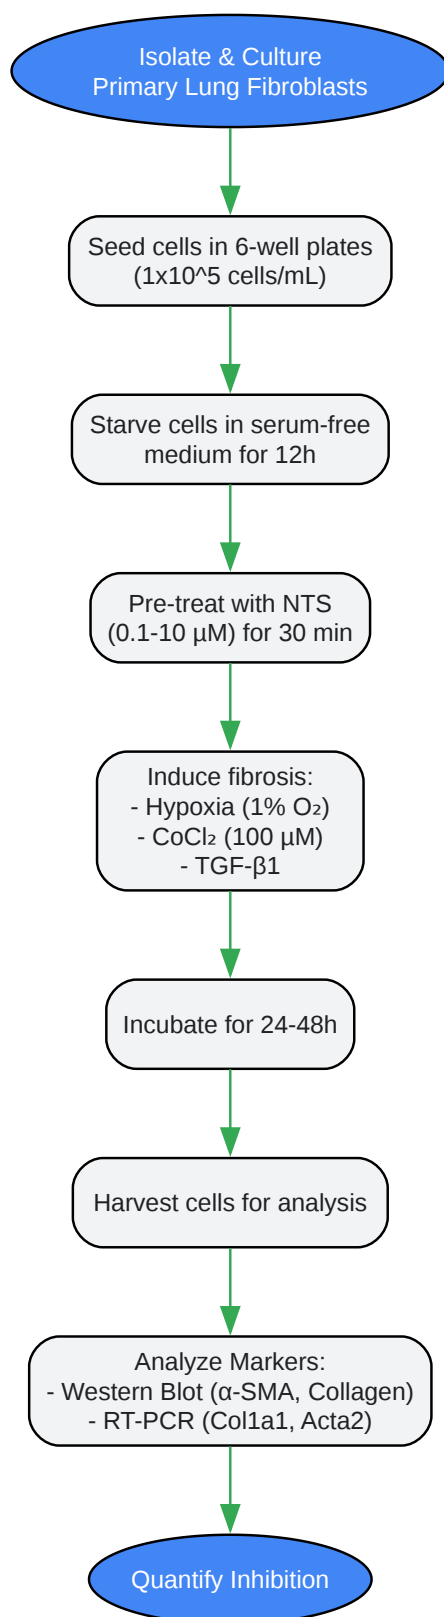 Isolate & Culture
Primary Lung Fibroblasts
Seed cells in 6-well plates
(1x10^5 cells/mL)
Starve cells in serum-free
medium for 12h
Pre-treat with NTS
(0.1-10 µM) for 30 min
Induce fibrosis:
- Hypoxia (1% O₂)
- CoCl₂ (100 µM)
- TGF-β1
Incubate for 24-48h
Harvest cells for analysis
Analyze Markers:
- Western Blot (α-SMA, Collagen)
- RT-PCR (Col1a1, Acta2)
Quantify Inhibition